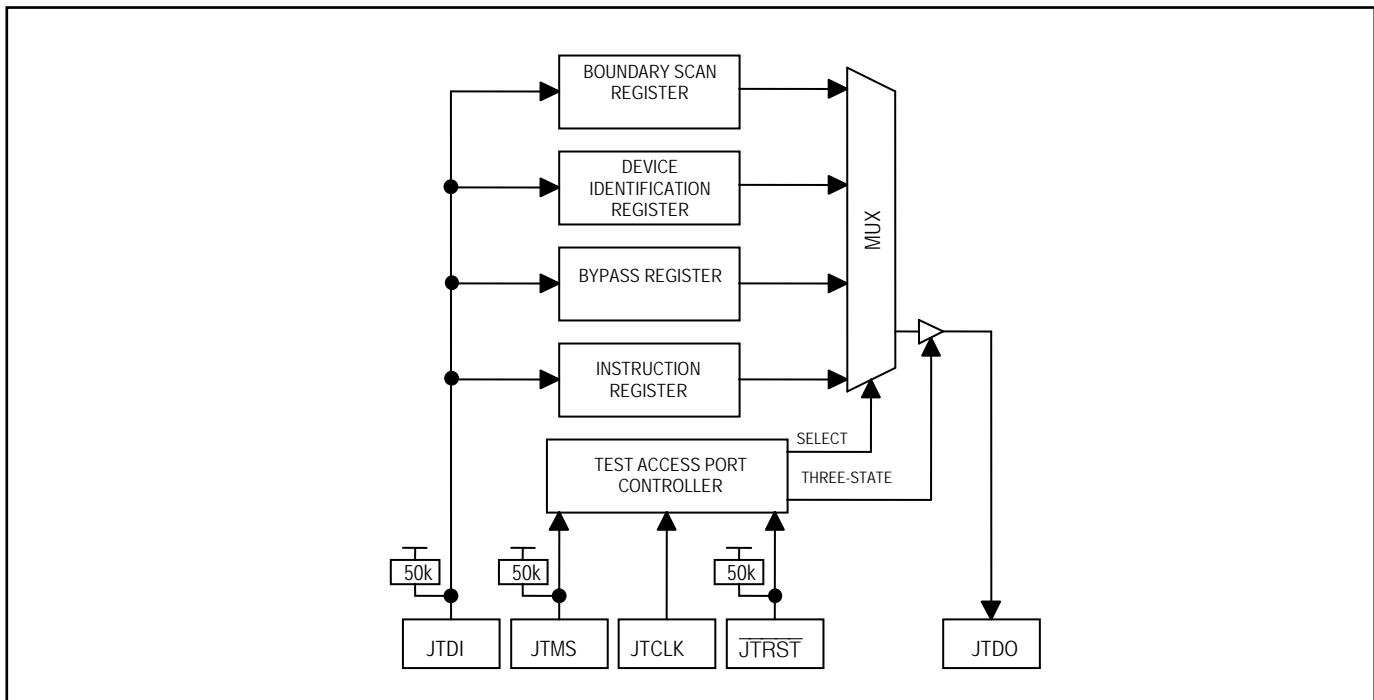 BOUNDARY SCAN
REGISTER
DEVICE
IDENTIFICATION
REGISTER
BYPASS REGISTER
INSTRUCTION
REGISTER
MUX
SELECT
TEST ACCESS PORT
CONTROLLER
THREE-STATE
50k
50k
50k
JTDI
JTMS
JTCLK
JTRST
JTDO